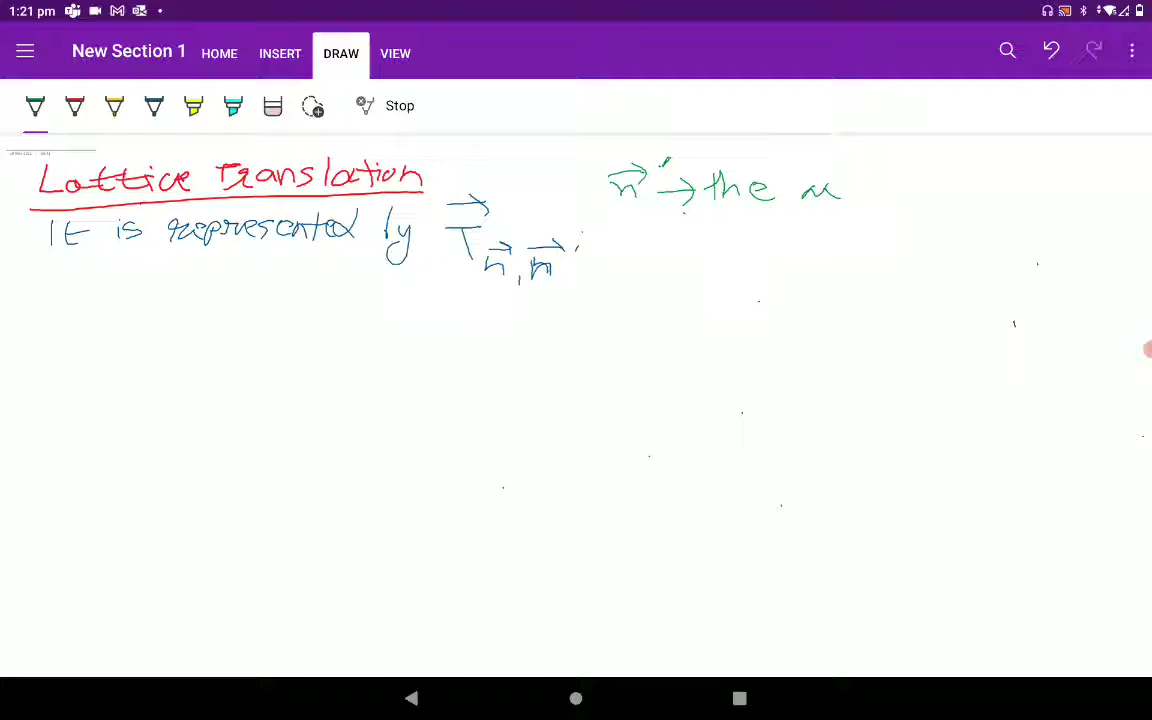 1:21 pm
New Section 1 HOME INSERT DRAW VIEW
Stop
Lattice Translation
It is represented by T⃗ n⃗, m⃗
n⃗ → the